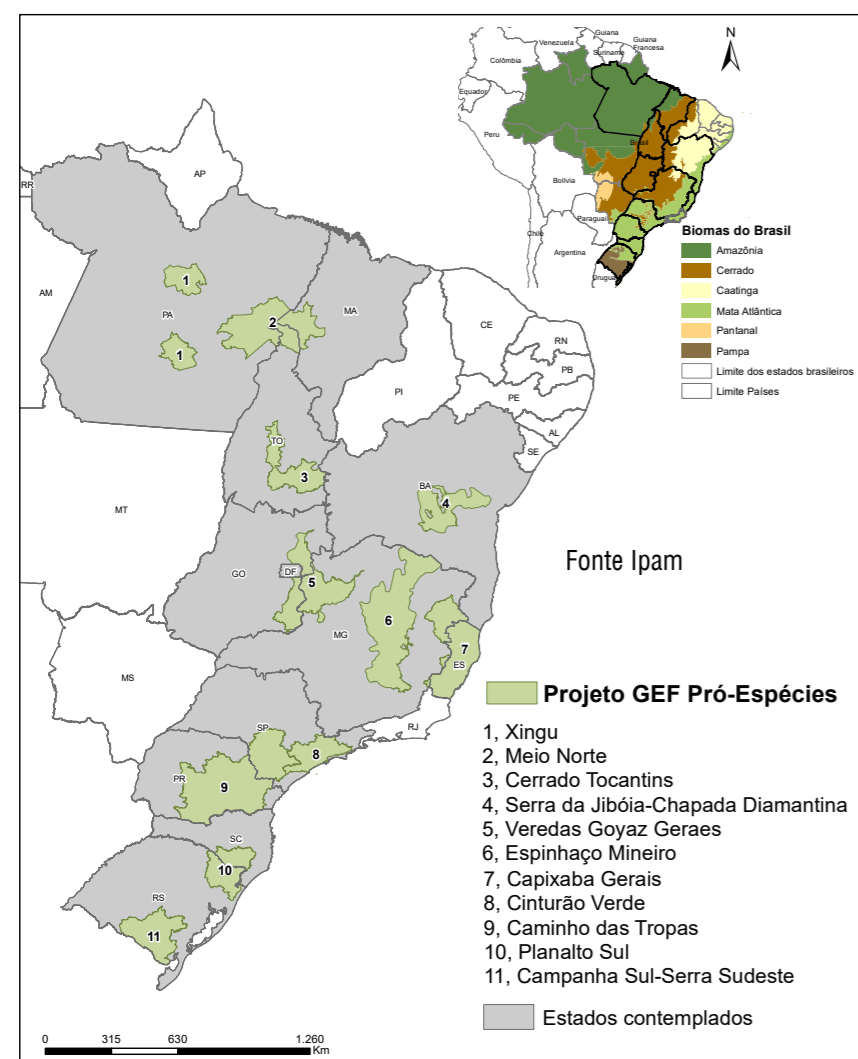 N
Guiana
Venezuela
Suriname
Guiana
Francesa
Colômbia
Equador
Peru
Brasil
Bolívia
Paraguai
Chile
Argentina
Urugua
Biomas do Brasil
Amazônia
Cerrado
Caatinga
Mata Atlântica
Pantanal
Pampa
Limite dos estados brasileiros
Limite Países
RR
AP
AM
PA
1
1
2
MA
CE
RN
PB
PI
PE
AL
SE
TO
3
BA
4
MT
GO
DF
5
Fonte Ipam
MG
6
7
ES
MS
SP
RJ
8
PR
9
SC
10
RS
11
Projeto GEF Pró-Espécies
1, Xingu
2, Meio Norte
3, Cerrado Tocantins
4, Serra da Jibóia-Chapada Diamantina
5, Veredas Goyaz Geraes
6, Espinhaço Mineiro
7, Capixaba Gerais
8, Cinturão Verde
9, Caminho das Tropas
10, Planalto Sul
11, Campanha Sul-Serra Sudeste
Estados contemplados
0 315 630 1.260
Km